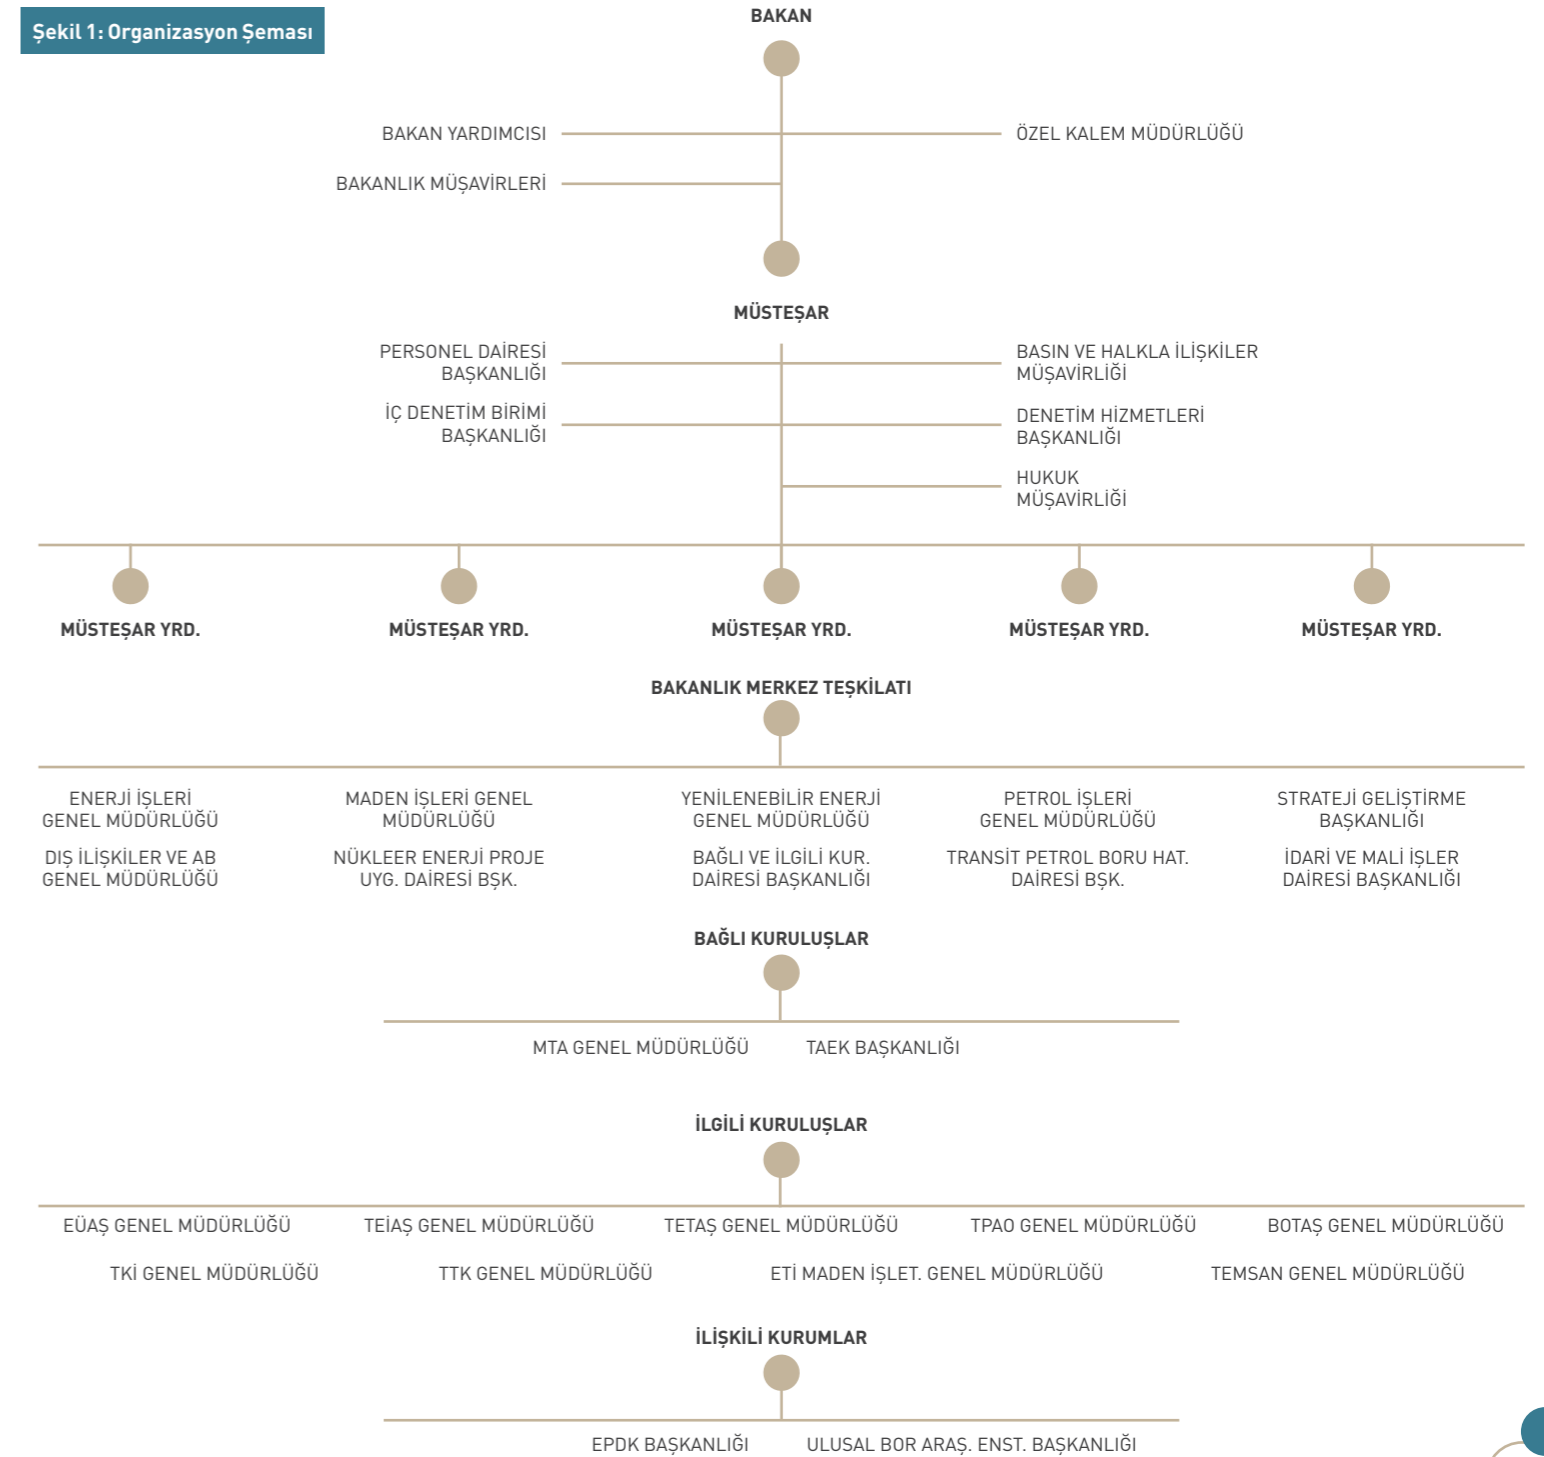 Şekil 1: Organizasyon Şeması
BAKAN
BAKAN YARDIMCISI
ÖZEL KALEM MÜDÜRLÜĞÜ
BAKANLIK MÜŞAVİRLERİ
MÜSTEŞAR
PERSONEL DAİRESİ
BAŞKANLIĞI
BASIN VE HALKLA İLİŞKİLER
MÜŞAVİRLİĞİ
İÇ DENETİM BİRİMİ
BAŞKANLIĞI
DENETİM HİZMETLERİ
BAŞKANLIĞI
HUKUK
MÜŞAVİRLİĞİ
MÜSTEŞAR YRD.
MÜSTEŞAR YRD.
MÜSTEŞAR YRD.
MÜSTEŞAR YRD.
MÜSTEŞAR YRD.
BAKANLIK MERKEZ TEŞKİLATI
ENERJİ İŞLERİ
GENEL MÜDÜRLÜĞÜ
MADEN İŞLERİ GENEL
MÜDÜRLÜĞÜ
YENİLENEBİLİR ENERJİ
GENEL MÜDÜRLÜĞÜ
PETROL İŞLERİ
GENEL MÜDÜRLÜĞÜ
STRATEJİ GELİŞTİRME
BAŞKANLIĞI
DIŞ İLİŞKİLER VE AB
GENEL MÜDÜRLÜĞÜ
NÜKLEER ENERJİ PROJE
UYG. DAİRESİ BŞK.
BAĞLI VE İLGİLİ KUR.
DAİRESİ BAŞKANLIĞI
TRANSİT PETROL BORU HAT.
DAİRESİ BŞK.
İDARİ VE MALİ İŞLER
DAİRESİ BAŞKANLIĞI
BAĞLI KURULUŞLAR
MTA GENEL MÜDÜRLÜĞÜ
TAEK BAŞKANLIĞI
İLGİLİ KURULUŞLAR
EÜAŞ GENEL MÜDÜRLÜĞÜ
TEİAŞ GENEL MÜDÜRLÜĞÜ
TETAŞ GENEL MÜDÜRLÜĞÜ
TPAO GENEL MÜDÜRLÜĞÜ
BOTAŞ GENEL MÜDÜRLÜĞÜ
TKİ GENEL MÜDÜRLÜĞÜ
TTK GENEL MÜDÜRLÜĞÜ
ETİ MADEN İŞLET. GENEL MÜDÜRLÜĞÜ
TEMSAN GENEL MÜDÜRLÜĞÜ
İLİŞKİLİ KURUMLAR
EPDK BAŞKANLIĞI
ULUSAL BOR ARAŞ. ENST. BAŞKANLIĞI